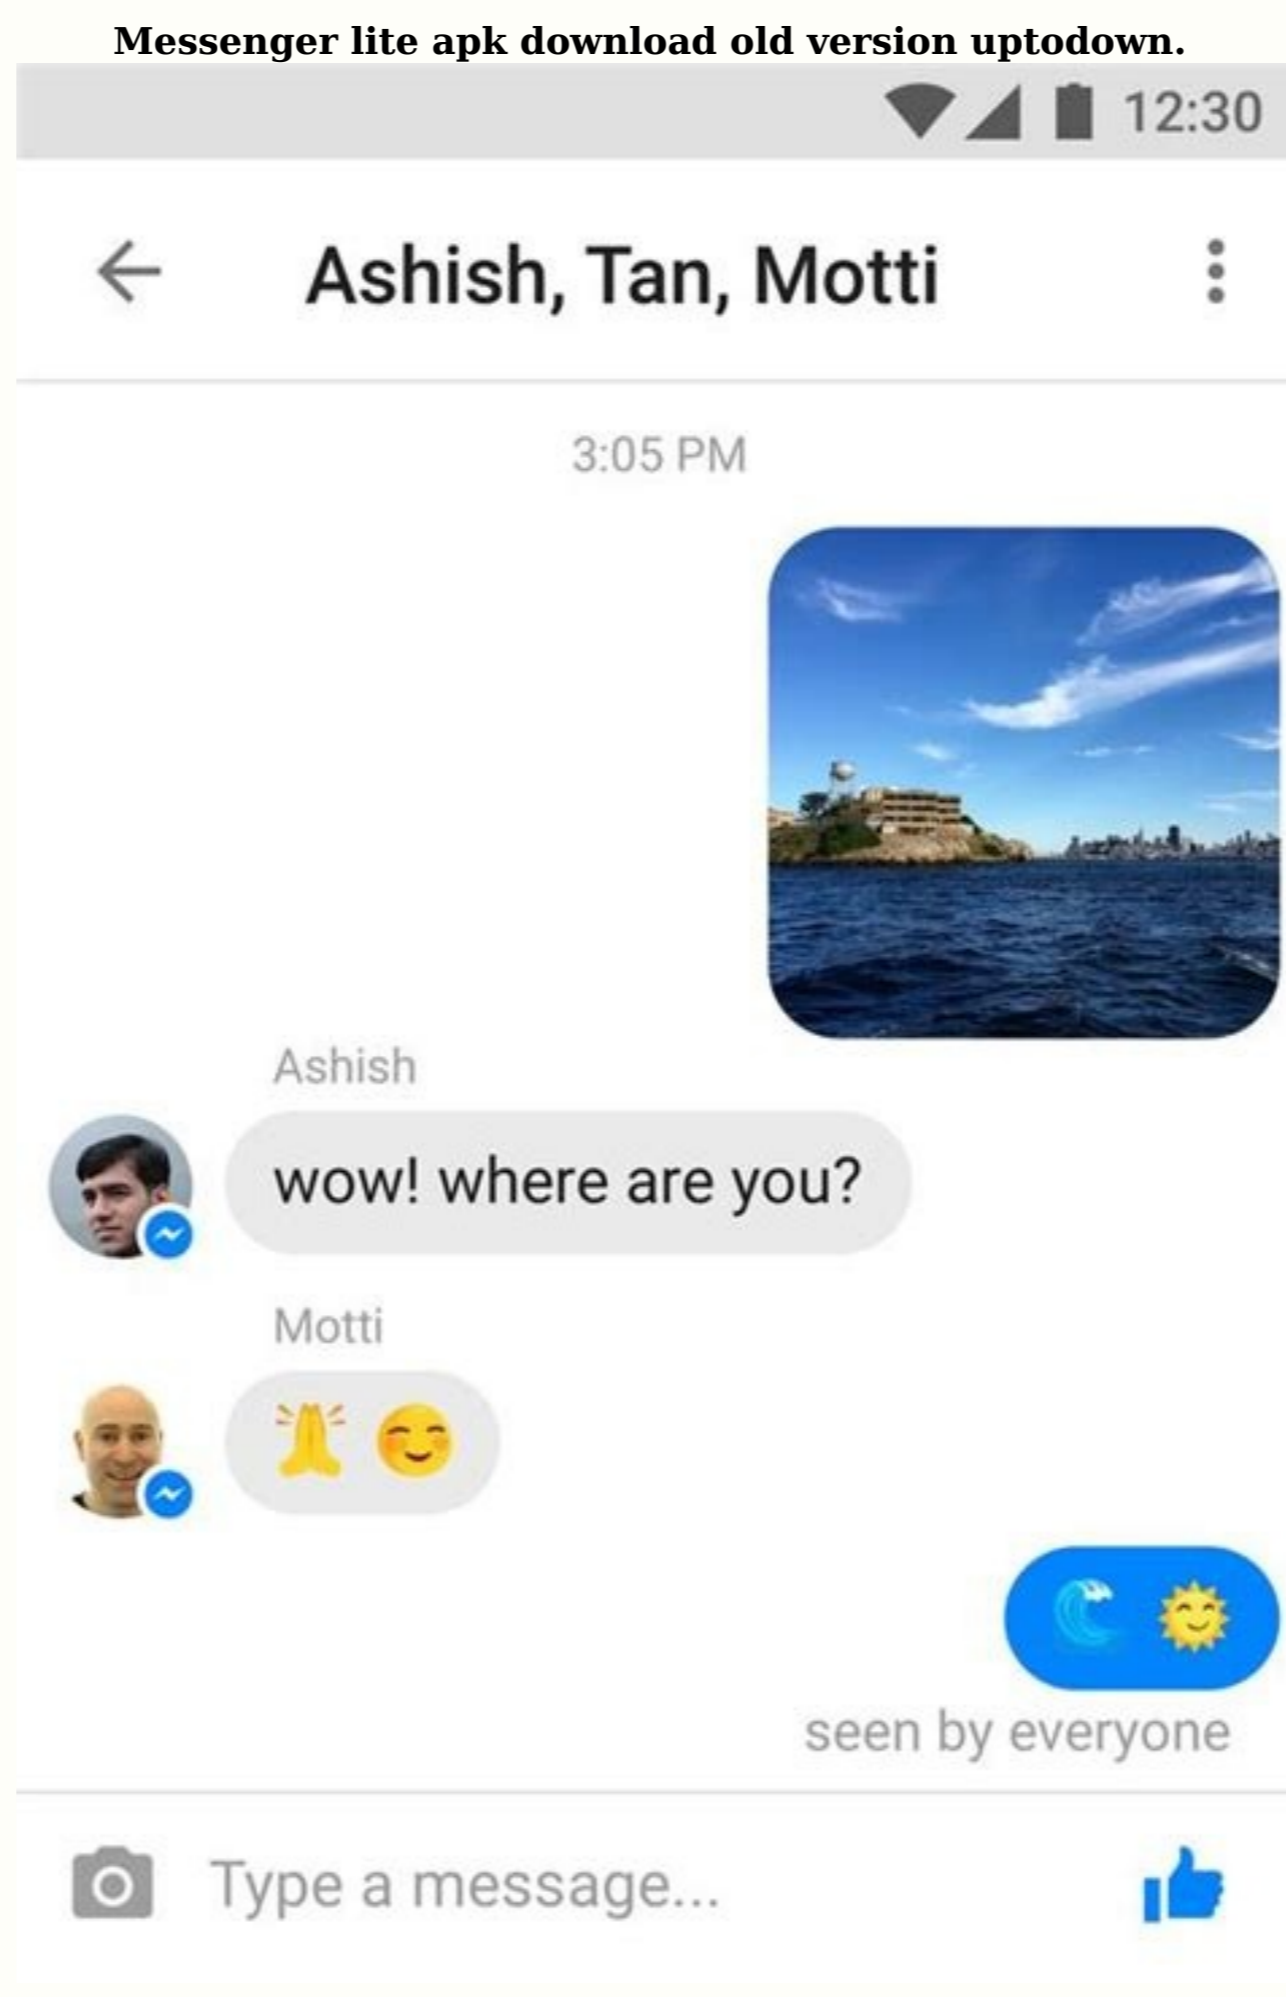 Messenger lite apk download old version uptodown.
12:30
Ashish, Tan, Motti
3:05 PM
Ashish
wow! where are you?
Motti
seen by everyone
Type a message...